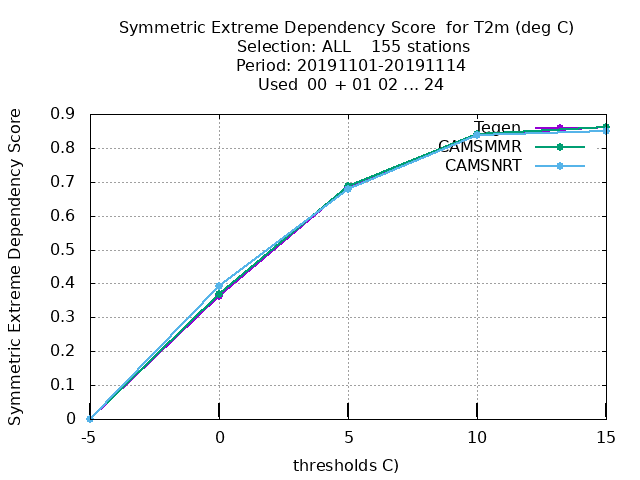 Symmetric Extreme Dependency Score for T2m (deg C)
Selection: ALL 155 stations
Period: 20191101-20191114
Used 00 + 01 02 ... 24
Symmetric Extreme Dependency Score
0.9
0.8
0.7
0.6
0.5
0.4
0.3
0.2
0.1
0
Tegen
CAMSMMR
CAMSNRT
-5 0 5 10 15
thresholds C)